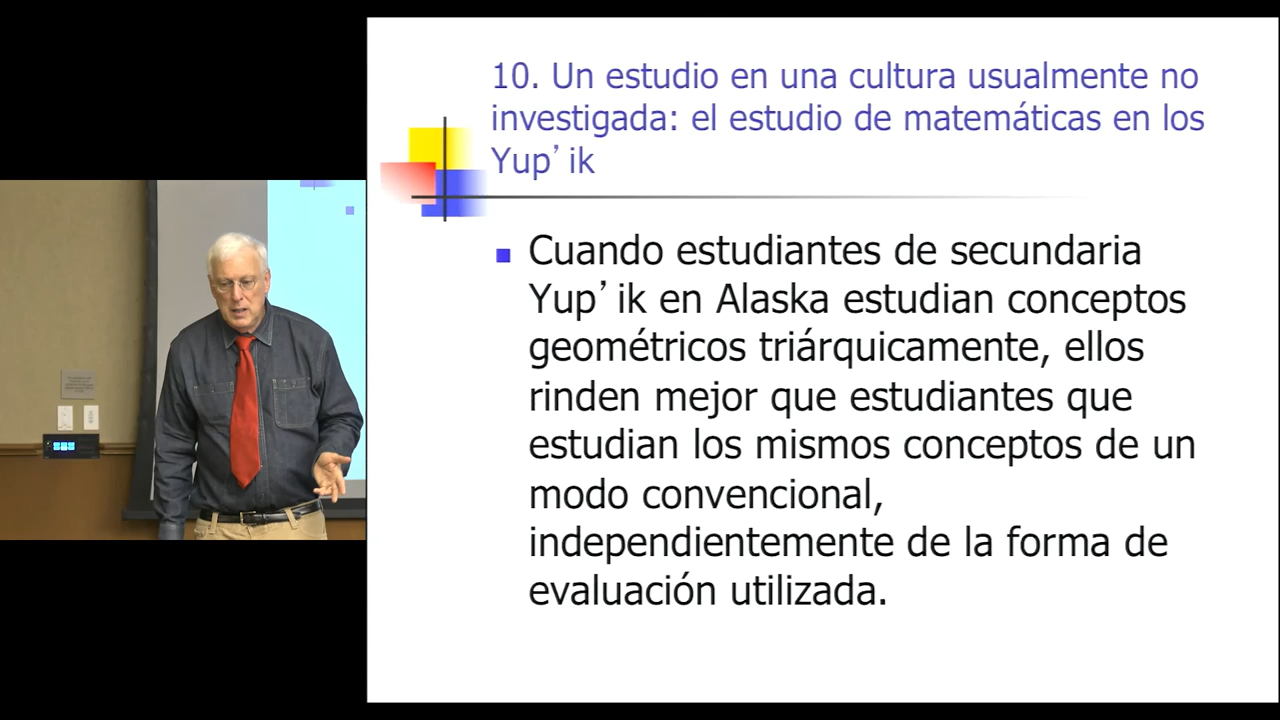 10. Un estudio en una cultura usualmente no
investigada: el estudio de matemáticas en los
Yup’ik
Cuando estudiantes de secundaria
Yup’ik en Alaska estudian conceptos
geométricos triárquicamente, ellos
rinden mejor que estudiantes que
estudian los mismos conceptos de un
modo convencional,
independientemente de la forma de
evaluación utilizada.